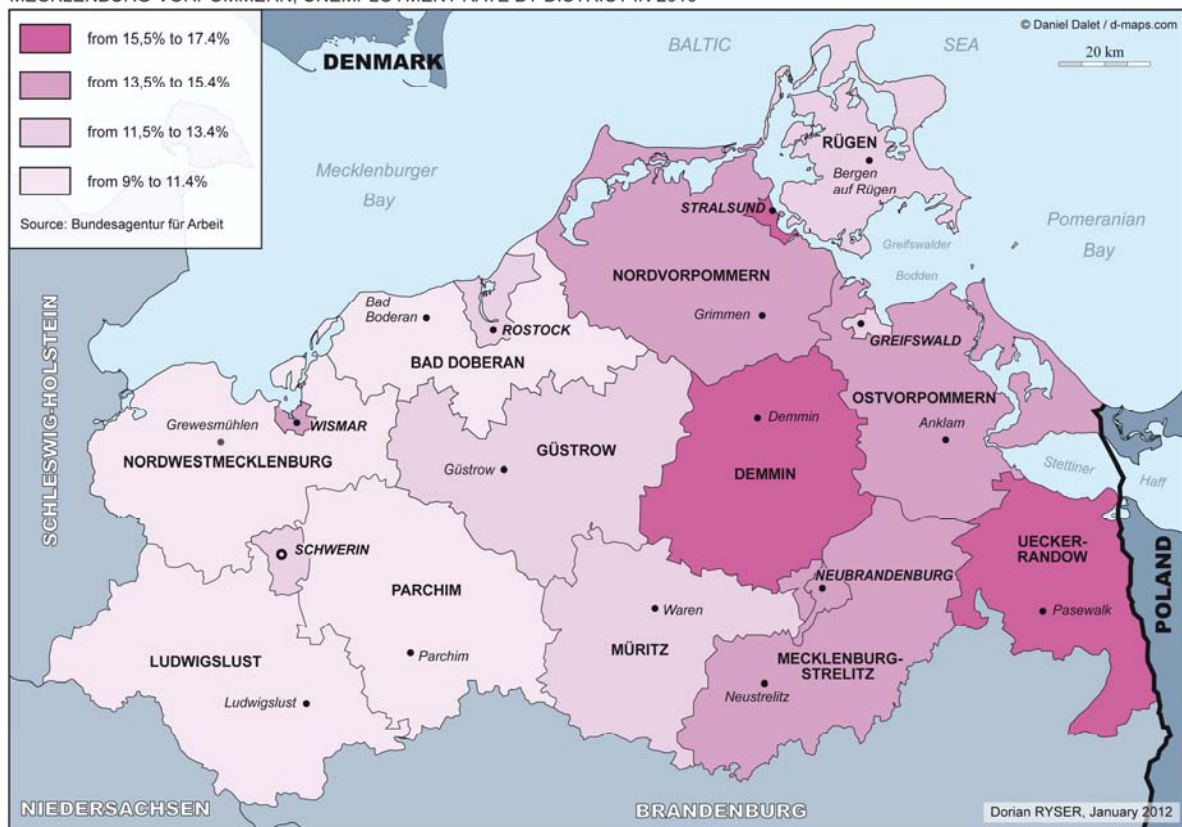 from 15,5% to 17.4%
from 13,5% to 15.4%
from 11,5% to 13.4%
from 9% to 11.4%
Source: Bundesagentur für Arbeit
© Daniel Dalet / d-maps.com
20 km
DENMARK
BALTIC SEA
Mecklenburger
Bay
RÜGEN
Bergen
auf Rügen
STRALSUND
Pomeranian
Bay
Greifswalder
Bodden
NORDVORPOMMERN
Grimmen
GREIFSWALD
Bad
Boderan
ROSTOCK
BAD DOBERAN
SCHLESWIG-HOLSTEIN
OSTVORPOMMERN
Anklam
Grewesmühlen
WISMAR
NORDWESTMECKLENBURG
GÜSTROW
Güstrow
Demmin
DEMMIN
Stettiner
Haff
SCHWERIN
UECKER-
RANDOW
Pasewalk
POLAND
NEUBRANDENBURG
PARCHIM
Parchim
Waren
MÜRITZ
MECKLENBURG-
STRELITZ
Neustrelitz
LUDWIGSLUST
Ludwigslust
NIEDERSACHSEN
BRANDENBURG
Dorian RYSER, January 2012